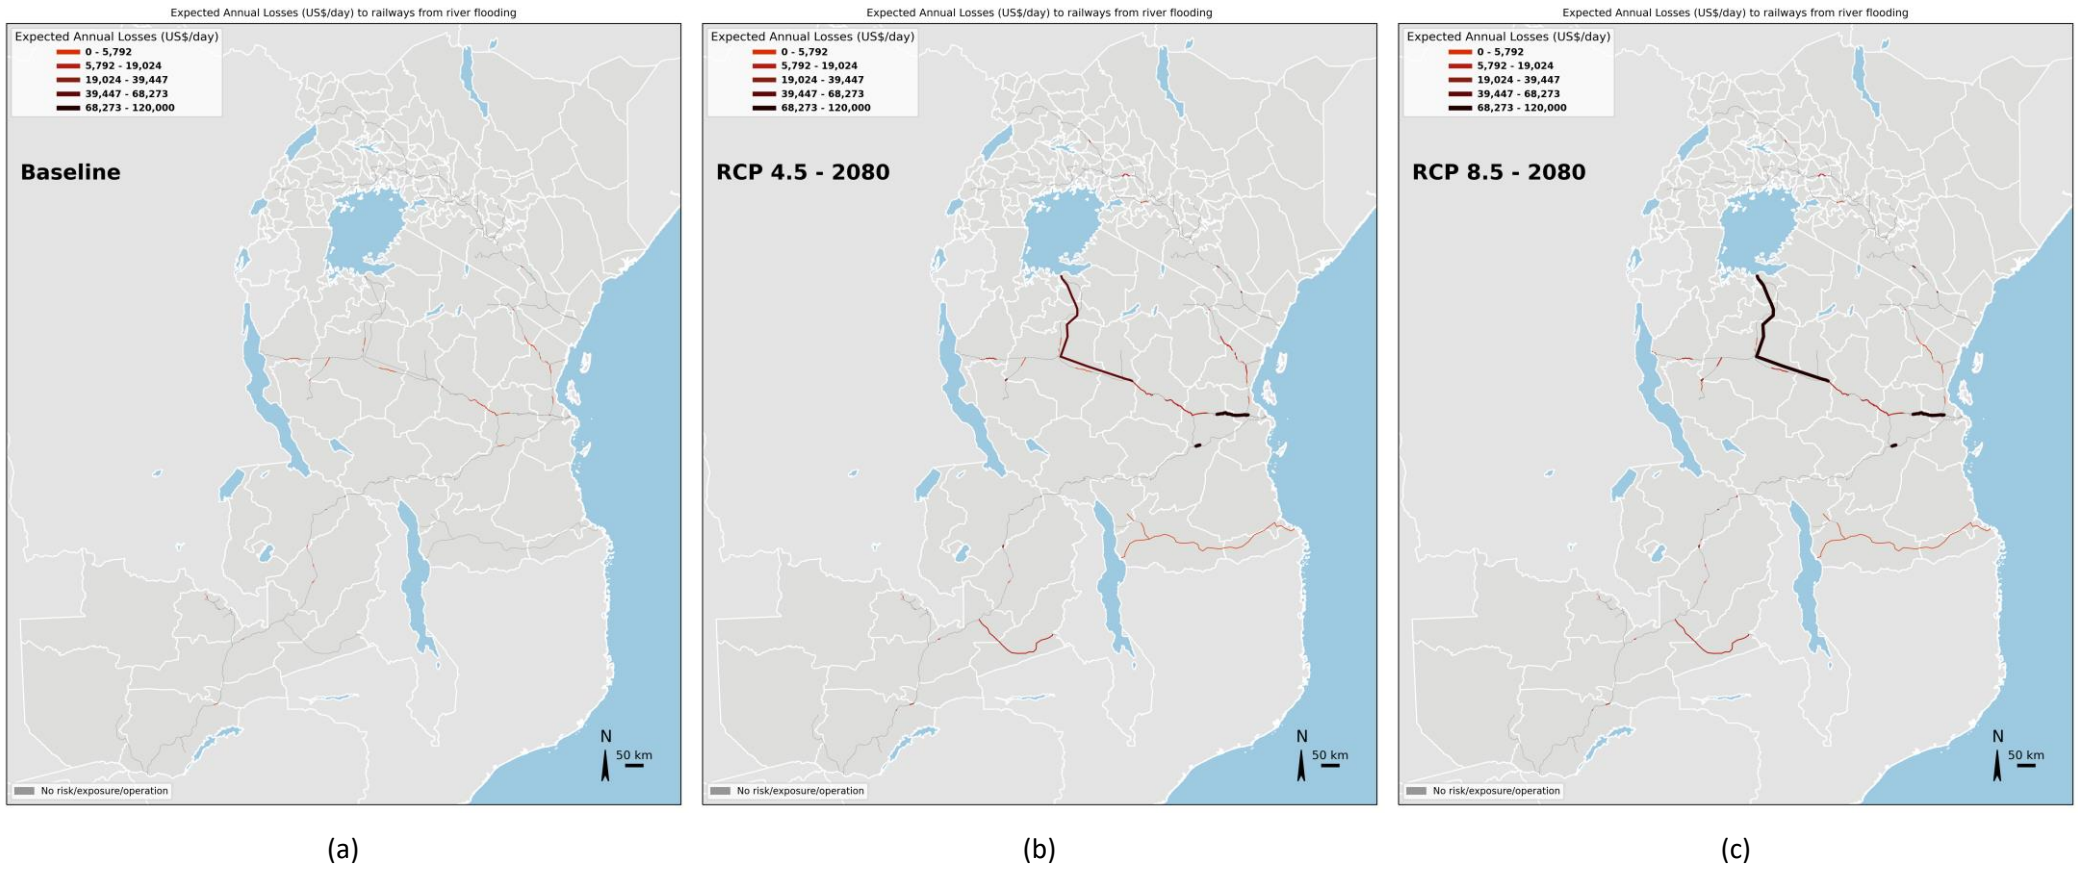 Expected Annual Losses (US$/day) to railways from river flooding
Expected Annual Losses (US$/day)
0 - 5,792
5,792 - 19,024
19,024 - 39,447
39,447 - 68,273
68,273 - 120,000
Baseline
N
50 km
No risk/exposure/operation
(a)
Expected Annual Losses (US$/day) to railways from river flooding
Expected Annual Losses (US$/day)
0 - 5,792
5,792 - 19,024
19,024 - 39,447
39,447 - 68,273
68,273 - 120,000
RCP 4.5 - 2080
N
50 km
No risk/exposure/operation
(b)
Expected Annual Losses (US$/day) to railways from river flooding
Expected Annual Losses (US$/day)
0 - 5,792
5,792 - 19,024
19,024 - 39,447
39,447 - 68,273
68,273 - 120,000
RCP 8.5 - 2080
N
50 km
No risk/exposure/operation
(c)